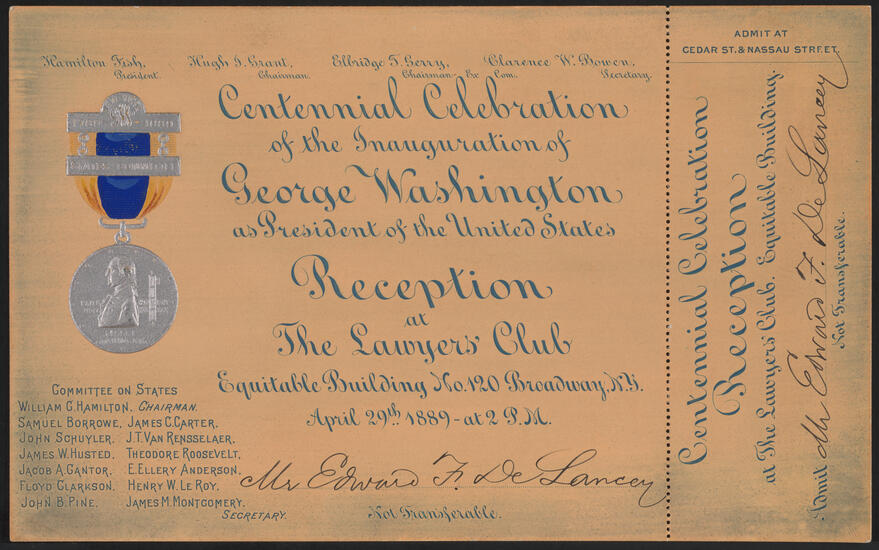 Hamilton Fish, Hugh J. Grant, Elbridge T. Gerry, Clarence W. Bowen,
President. Chairman. Chairman Ex Com. Secretary.
Centennial Celebration
of the Inauguration of
George Washington
as President of the United States
Reception
at
The Lawyers' Club
Equitable Building No. 120 Broadway, N.Y.
April 29th 1889 - at 2 P.M.
Mr Edward F. De Lancey
Not Transferable.
Committee on States
William G. Hamilton, Chairman.
Samuel Borrowe, James C. Carter.
John Schuyler. J.T. Van Rensselaer.
James W. Husted. Theodore Roosevelt,
Jacob A. Cantor. E. Ellery Anderson.
Floyd Clarkson. Henry W. Le Roy.
John B. Pine. James M. Montgomery.
Secretary.
Admit at
Cedar St. & Nassau Street.
Centennial Celebration
Reception
at The Lawyers' Club. Equitable Building.
Admit Mr Edward F. De Lancey
Not Transferable.